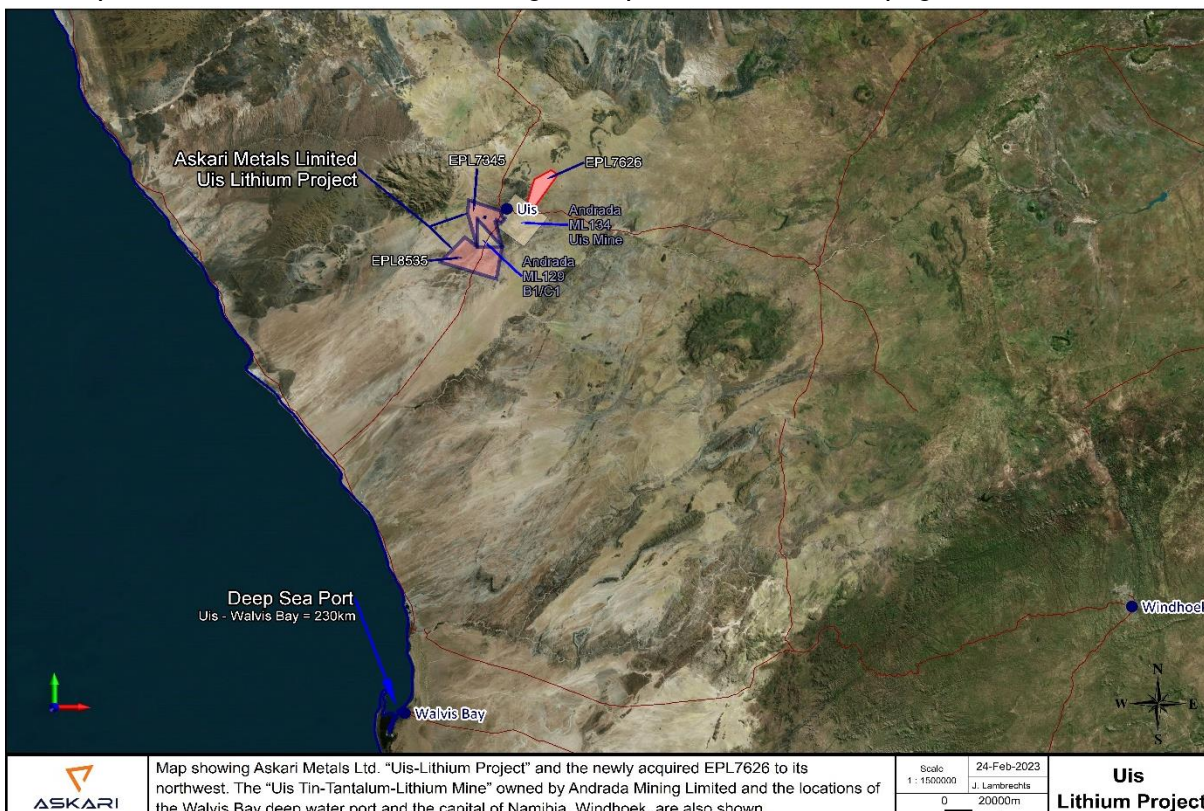 Askari Metals Limited
Uis Lithium Project
EPL7345
EPL7626
Uis
Andrada
ML134
Uis Mine
EPL8535
Andrada
ML129
B1/C1
Deep Sea Port
Uis - Walvis Bay = 230km
Windhoek
Walvis Bay
N
W E
S
ASKARI
Map showing Askari Metals Ltd. “Uis-Lithium Project” and the newly acquired EPL7626 to its
northwest. The “Uis Tin-Tantalum-Lithium Mine” owned by Andrada Mining Limited and the locations of
the Walvis Bay deep water port and the capital of Namibia, Windhoek, are also shown
Scale
1 : 1500000
24-Feb-2023
J. Lambrechts
0 20000m
Uis
Lithium Project